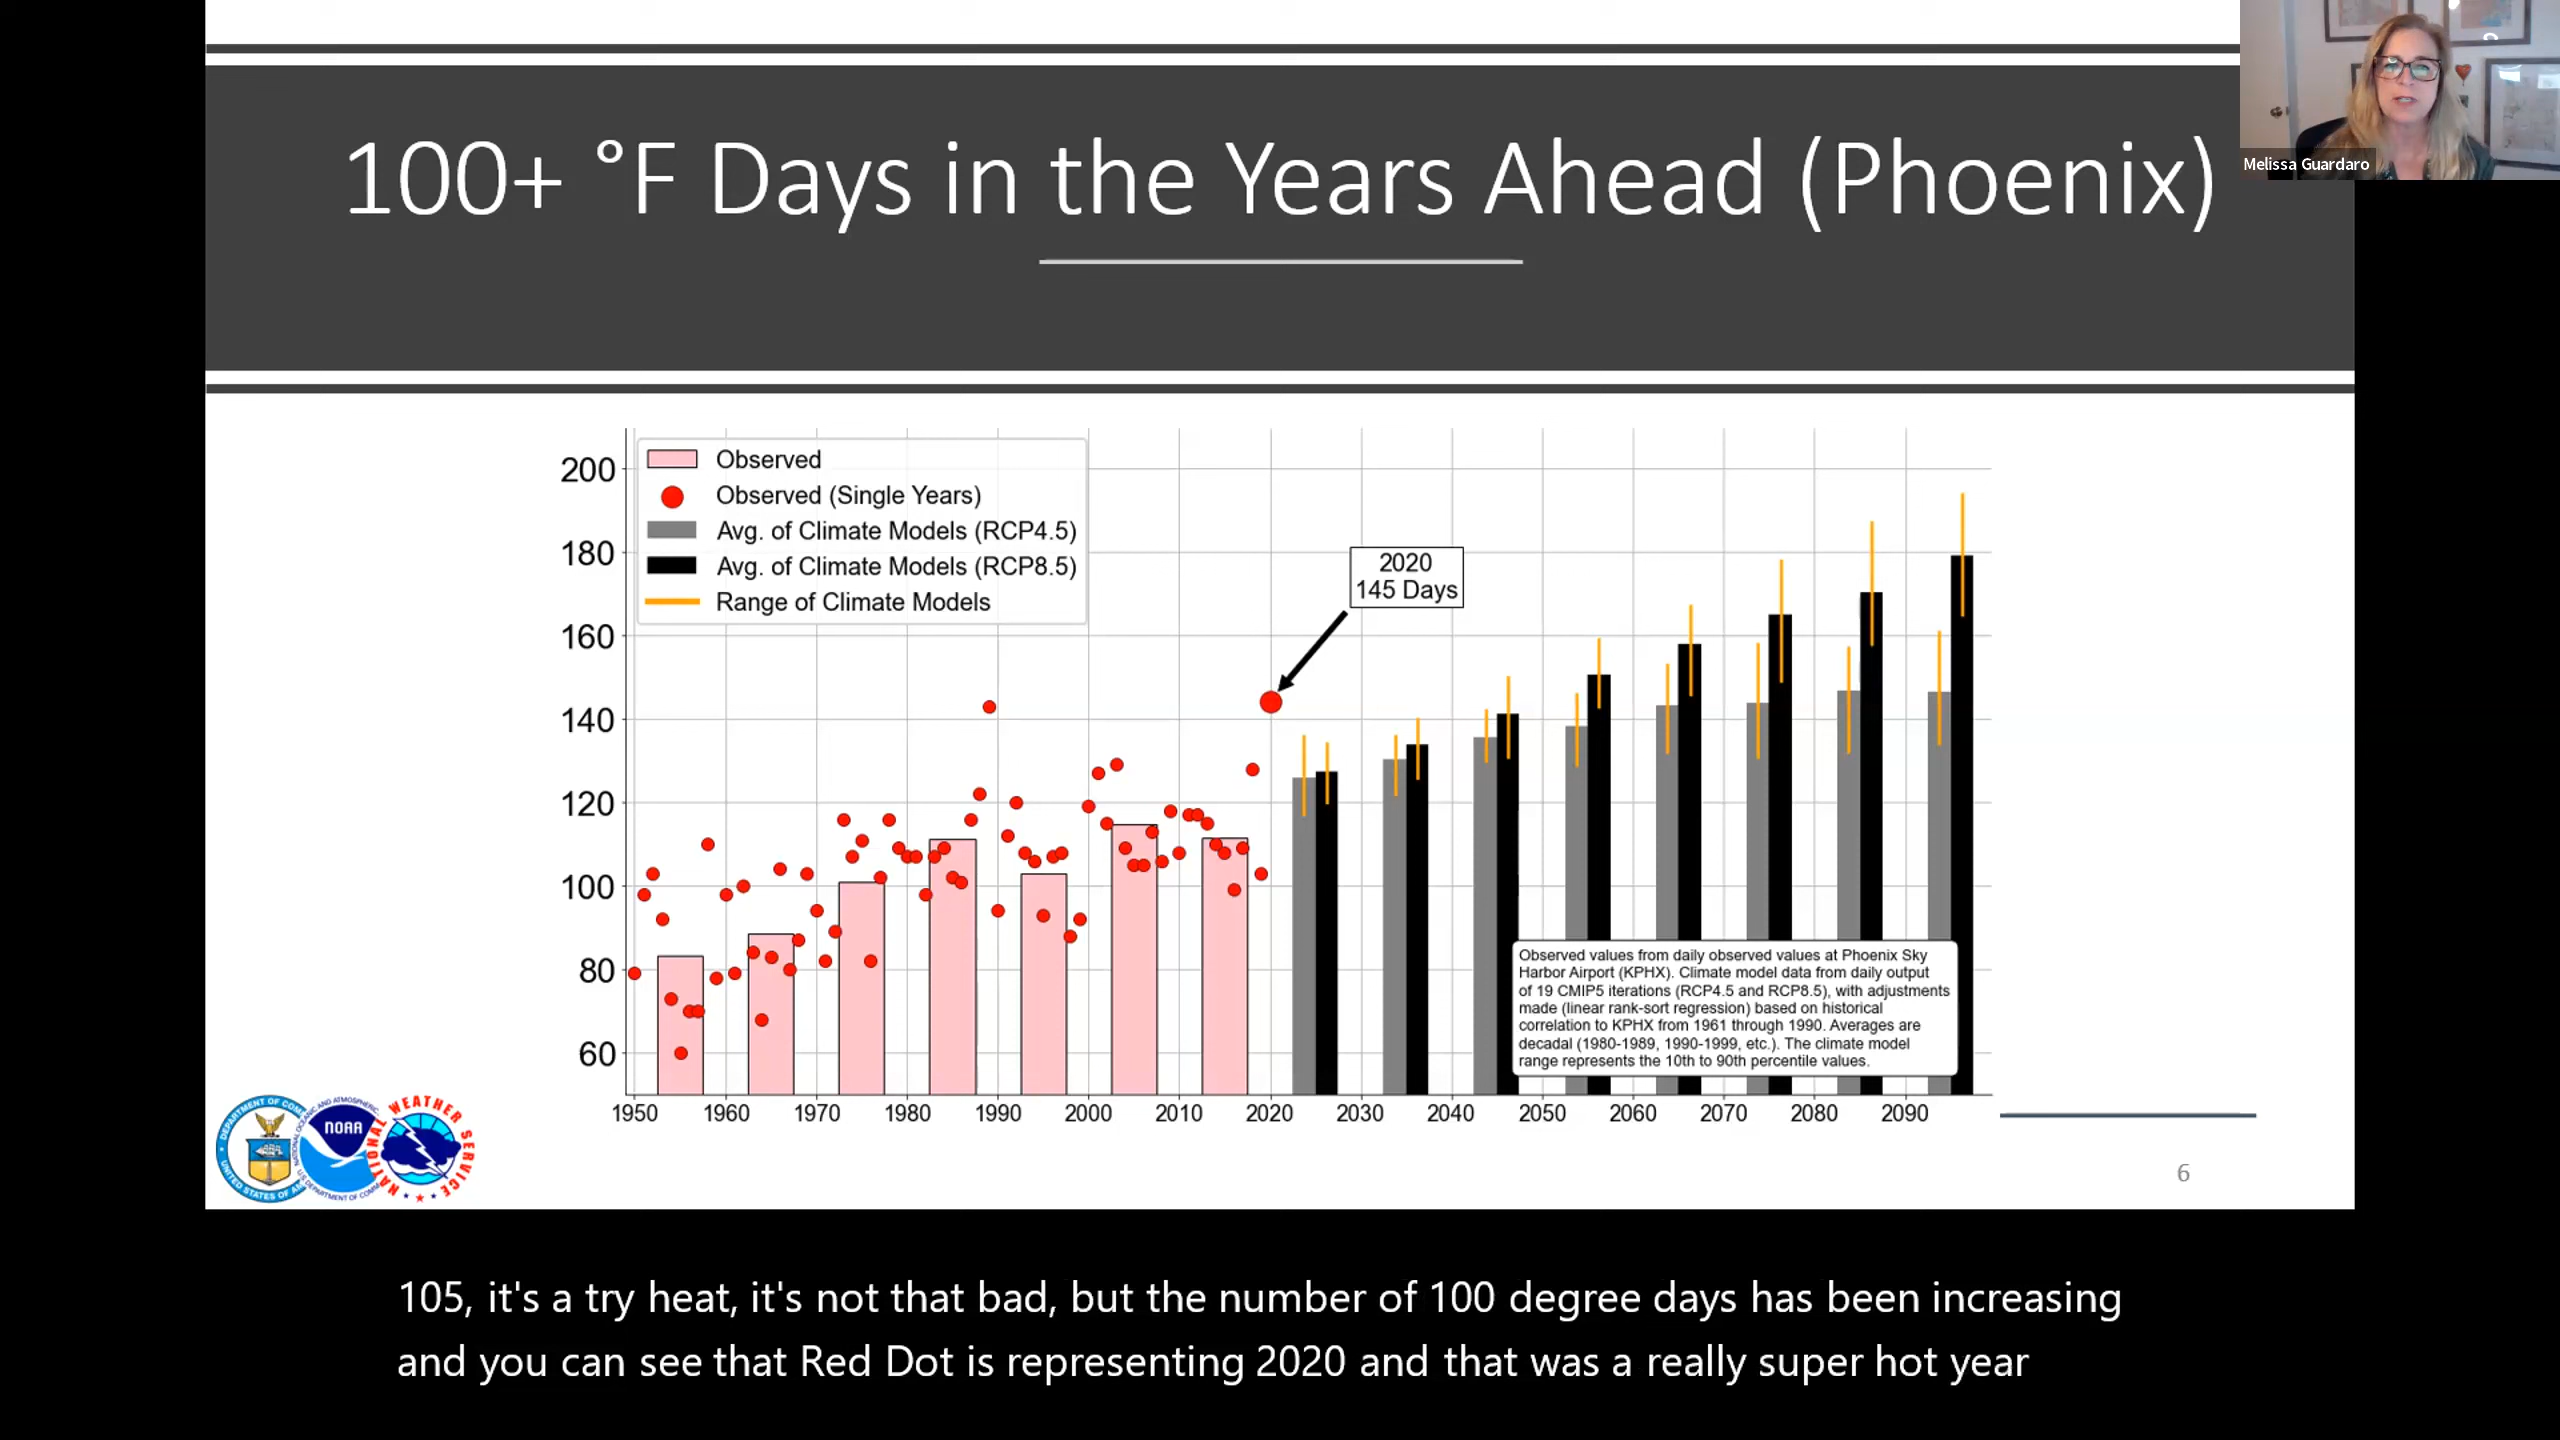 100+ °F Days in the Years Ahead (Phoenix)
Melissa Guardaro
Observed
Observed (Single Years)
Avg. of Climate Models (RCP4.5)
Avg. of Climate Models (RCP8.5)
Range of Climate Models
2020
145 Days
200
180
160
140
120
100
80
60
1950 1960 1970 1980 1990 2000 2010 2020 2030 2040 2050 2060 2070 2080 2090
Observed values from daily observed values at Phoenix Sky
Harbor Airport (KPHX). Climate model data from daily output
of 19 CMIP5 iterations (RCP4.5 and RCP8.5), with adjustments
made (linear rank-sort regression) based on historical
correlation to KPHX from 1961 through 1990. Averages are
decadal (1980-1989, 1990-1999, etc.). The climate model
range represents the 10th to 90th percentile values.
DEPARTMENT OF
UNITED STATES OF
NOAA
NATIONAL WEATHER SERVICE
6
105, it's a try heat, it's not that bad, but the number of 100 degree days has been increasing
and you can see that Red Dot is representing 2020 and that was a really super hot year